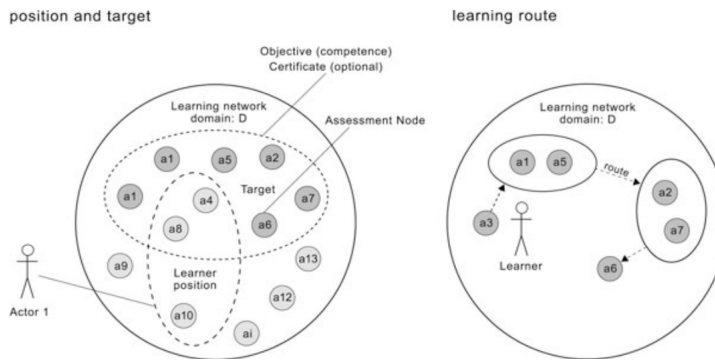 position and target
Objective (competence)
Certificate (optional)
Learning network
domain: D
Assessment Node
a1
a5
a2
a1
a4
Target
a7
a8
a6
a9
Learner
position
a13
a12
a10
ai
Actor 1
learning route
Learning network
domain: D
a1
a5
route
a2
a3
a7
Learner
a6